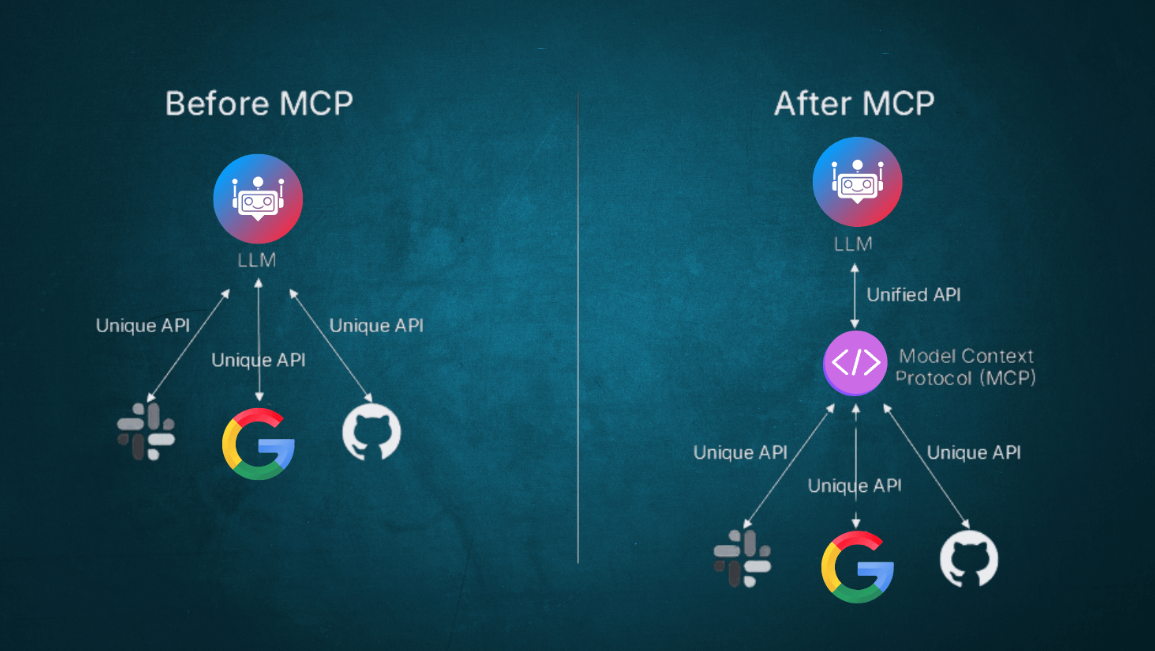 Before MCP
LLM
Unique API
Unique API
Unique API
After MCP
LLM
Unified API
Model Context
Protocol (MCP)
Unique API
Unique API
Unique API